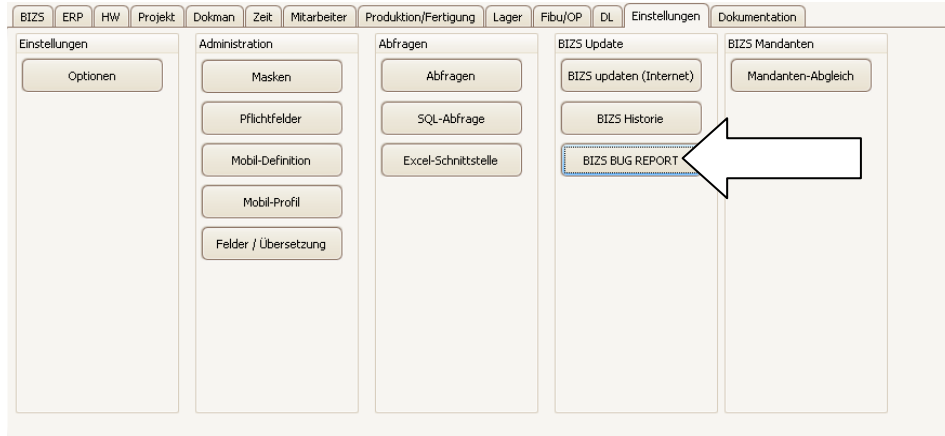 BIZS ERP HW Projekt Dokman Zeit Mitarbeiter Produktion/Fertigung Lager Fibu/OP DL Einstellungen Dokumentation
Einstellungen Administration Abfragen BIZS Update BIZS Mandanten
Optionen Masken Abfragen BIZS updaten (Internet) Mandanten-Abgleich
Pflichtfelder SQL-Abfrage BIZS Historie
Mobil-Definition Excel-Schnittstelle BIZS BUG REPORT
Mobil-Profil
Felder / Übersetzung